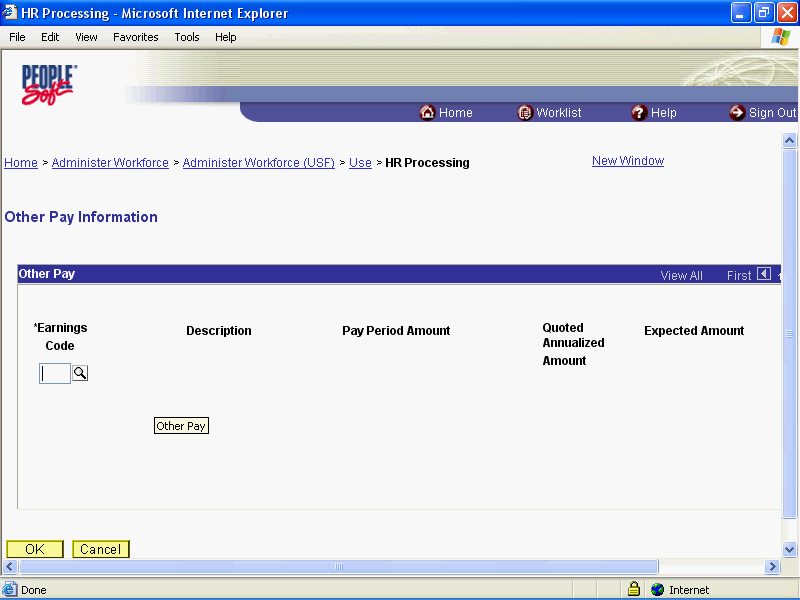 HR Processing - Microsoft Internet Explorer
File Edit View Favorites Tools Help
PEOPLE
Soft
Home Worklist Help Sign Out
Home > Administer Workforce > Administer Workforce (USF) > Use > HR Processing
New Window
Other Pay Information
Other Pay View All First
*Earnings
Code
Description
Pay Period Amount
Quoted
Annualized
Amount
Expected Amount
Other Pay
OK Cancel
Done Internet